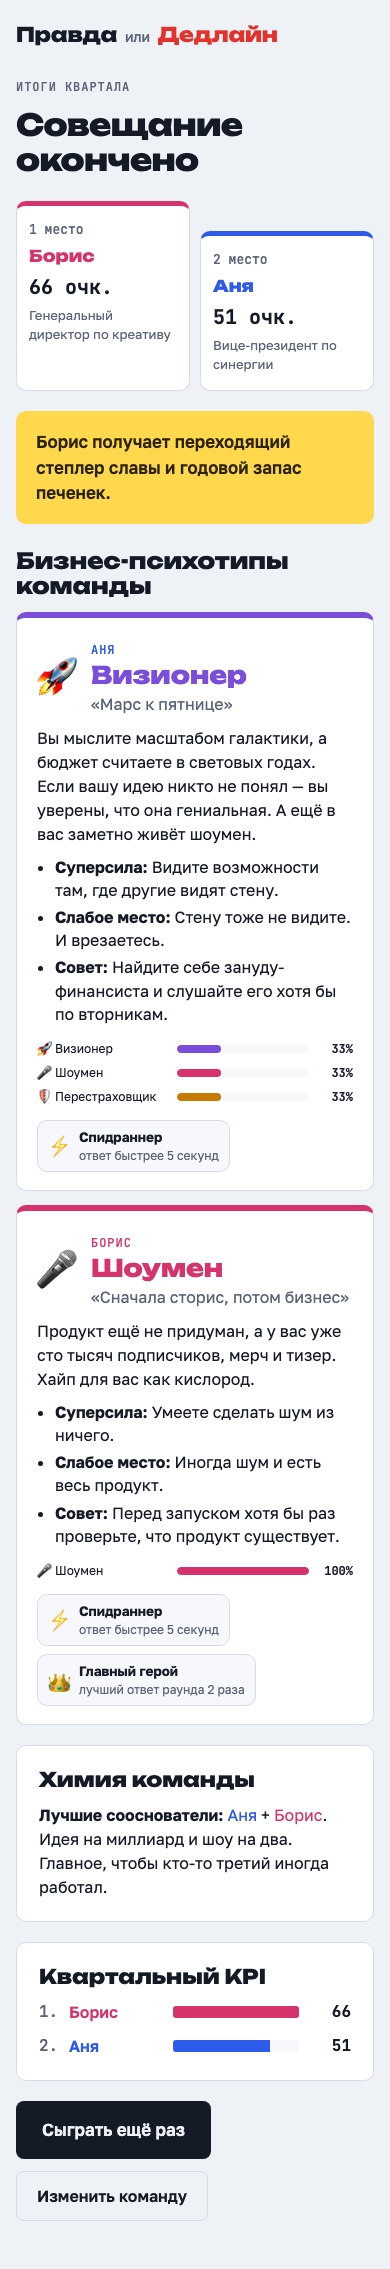 Правда или Дедлайн
ИТОГИ КВАРТАЛА
Совещание
окончено
1 место
Борис
66 очк.
Генеральный
директор по креативу
2 место
Аня
51 очк.
Вице-президент по
синергии
Борис получает переходящий
степлер славы и годовой запас
печенек.
Бизнес-психотипы
команды
АНЯ
Визионер
«Марс к пятнице»
Вы мыслите масштабом галактики, а
бюджет считаете в световых годах.
Если вашу идею никто не понял — вы
уверены, что она гениальная. А ещё в
вас заметно живёт шоумен.
• Суперсила: Видите возможности
там, где другие видят стену.
• Слабое место: Стену тоже не видите.
И врезаетесь.
• Совет: Найдите себе зануду-
финансиста и слушайте его хотя бы
по вторникам.
Визионер 33%
Шоумен 33%
Перестраховщик 33%
Спидраннер
ответ быстрее 5 секунд
БОРИС
Шоумен
«Сначала сторис, потом бизнес»
Продукт ещё не придуман, а у вас уже
сто тысяч подписчиков, мерч и тизер.
Хайп для вас как кислород.
• Суперсила: Умеете сделать шум из
ничего.
• Слабое место: Иногда шум и есть
весь продукт.
• Совет: Перед запуском хотя бы раз
проверьте, что продукт существует.
Шоумен 100%
Спидраннер
ответ быстрее 5 секунд
Главный герой
лучший ответ раунда 2 раза
Химия команды
Лучшие сооснователи: Аня + Борис.
Идея на миллиард и шоу на два.
Главное, чтобы кто-то третий иногда
работал.
Квартальный KPI
1. Борис 66
2. Аня 51
Сыграть ещё раз
Изменить команду